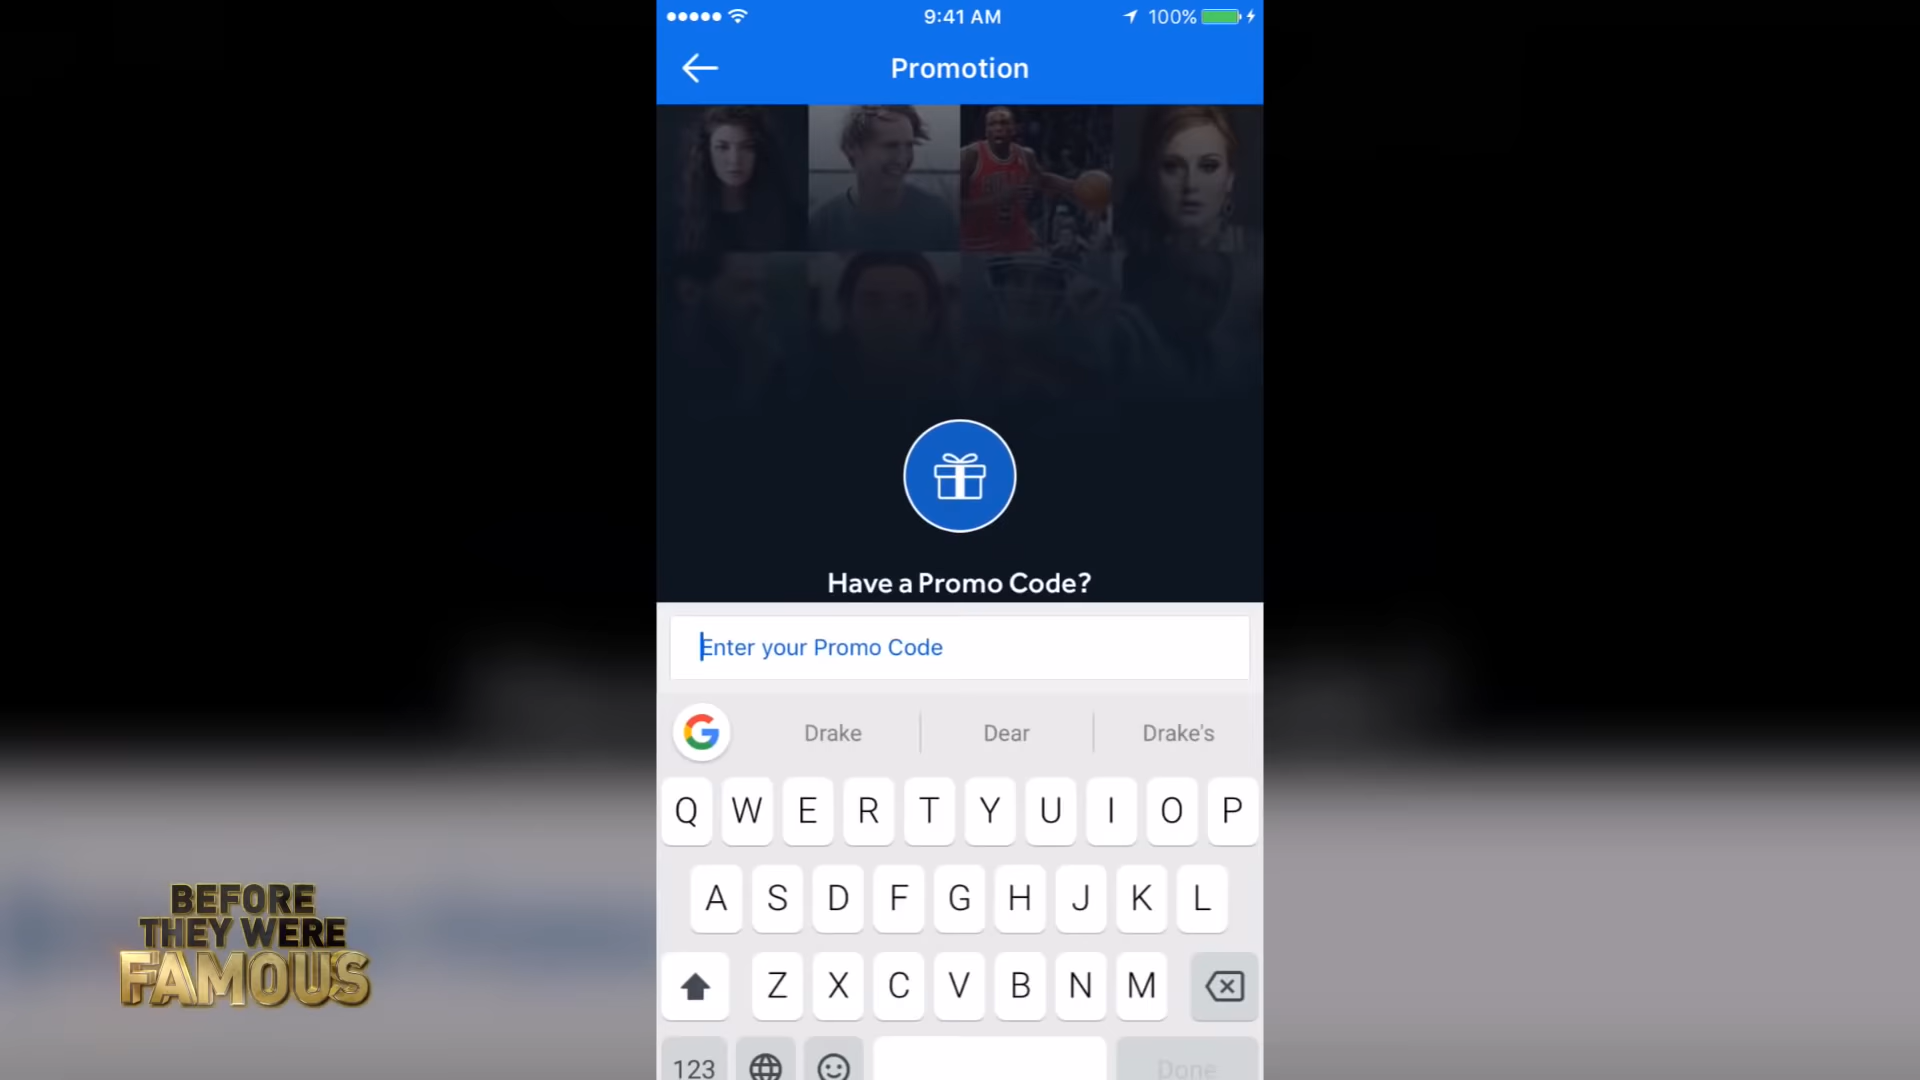 9:41 AM
100%
Promotion
BULLS
Have a Promo Code?
Enter your Promo Code
G Drake Dear Drake's
Q W E R T Y U I O P
A S D F G H J K L
Z X C V B N M
123 Done
BEFORE
THEY WERE
FAMOUS